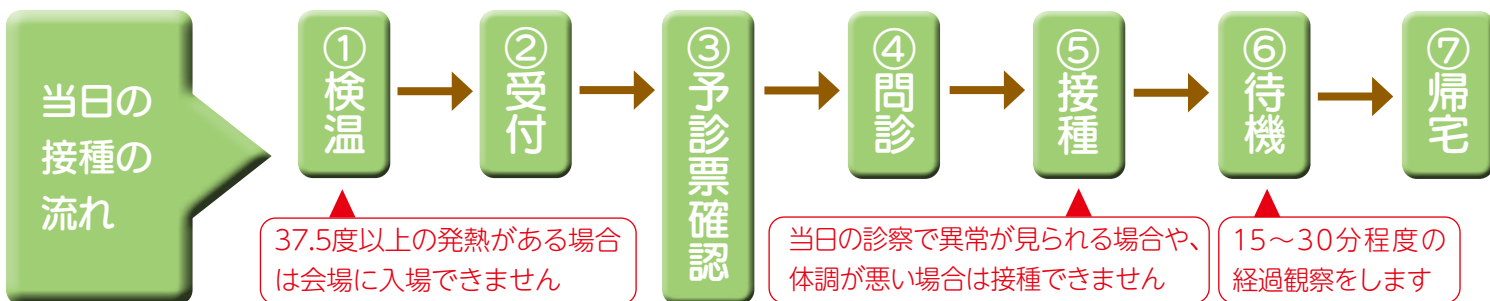 当日の
接種の
流れ
①検温
②受付
③予診票確認
④問診
⑤接種
⑥待機
⑦帰宅
37.5度以上の発熱がある場合
は会場に入場できません
当日の診察で異常が見られる場合や、
体調が悪い場合は接種できません
15～30分程度の
経過観察をします